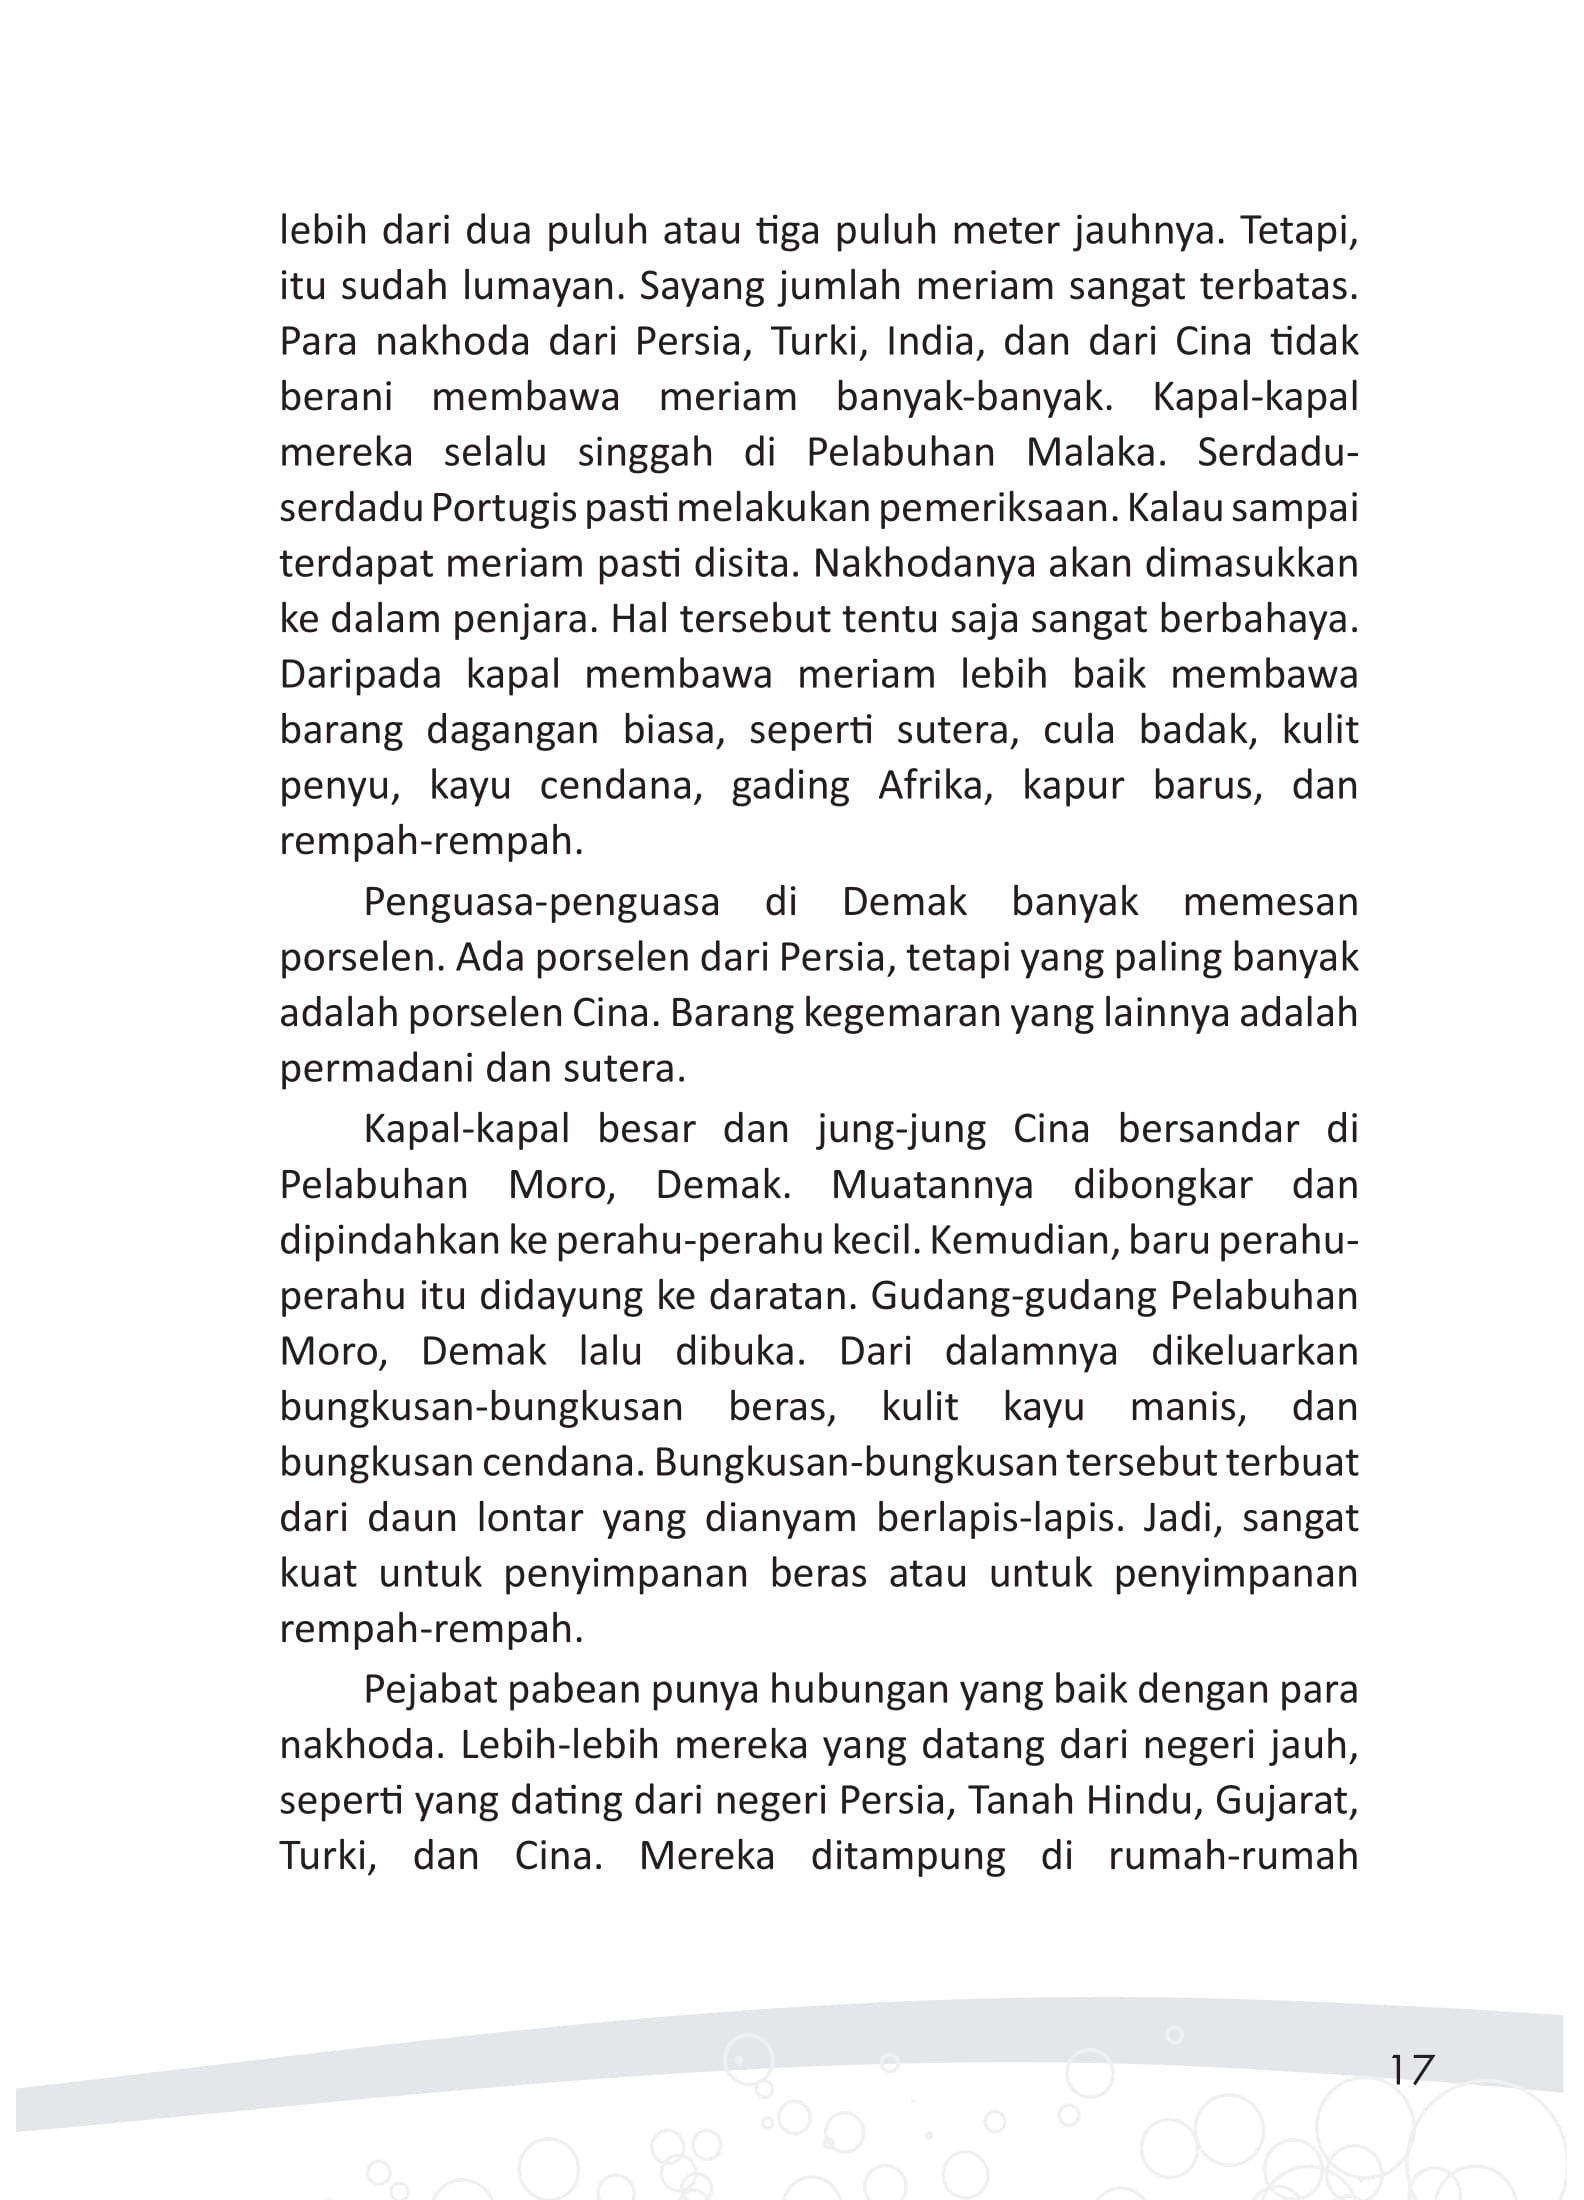 lebih dari dua puluh atau tiga puluh meter jauhnya. Tetapi,
itu sudah lumayan. Sayang jumlah meriam sangat terbatas.
Para nakhoda dari Persia, Turki, India, dan dari Cina tidak
berani membawa meriam banyak-banyak. Kapal-kapal
mereka selalu singgah di Pelabuhan Malaka. Serdadu-
serdadu Portugis pasti melakukan pemeriksaan. Kalau sampai
terdapat meriam pasti disita. Nakhodanya akan dimasukkan
ke dalam penjara. Hal tersebut tentu saja sangat berbahaya.
Daripada kapal membawa meriam lebih baik membawa
barang dagangan biasa, seperti sutera, cula badak, kulit
penyu, kayu cendana, gading Afrika, kapur barus, dan
rempah-rempah.
Penguasa-penguasa di Demak banyak memesan
porselen. Ada porselen dari Persia, tetapi yang paling banyak
adalah porselen Cina. Barang kegemaran yang lainnya adalah
permadani dan sutera.
Kapal-kapal besar dan jung-jung Cina bersandar di
Pelabuhan Moro, Demak. Muatannya dibongkar dan
dipindahkan ke perahu-perahu kecil. Kemudian, baru perahu-
perahu itu didayung ke daratan. Gudang-gudang Pelabuhan
Moro, Demak lalu dibuka. Dari dalamnya dikeluarkan
bungkusan-bungkusan beras, kulit kayu manis, dan
bungkusan cendana. Bungkusan-bungkusan tersebut terbuat
dari daun lontar yang dianyam berlapis-lapis. Jadi, sangat
kuat untuk penyimpanan beras atau untuk penyimpanan
rempah-rempah.
Pejabat pabean punya hubungan yang baik dengan para
nakhoda. Lebih-lebih mereka yang datang dari negeri jauh,
seperti yang dating dari negeri Persia, Tanah Hindu, Gujarat,
Turki, dan Cina. Mereka ditampung di rumah-rumah
17